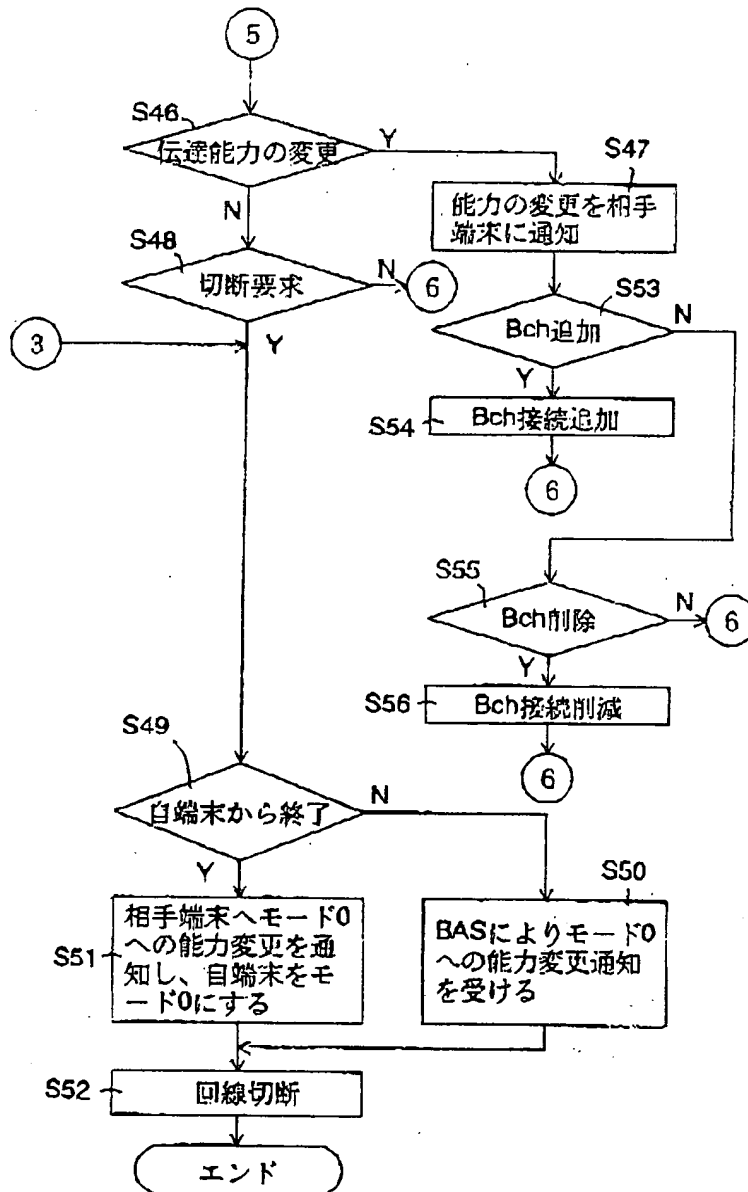 5
S46
伝達能力の変更
Y
N
S47
能力の変更を相手
端末に通知
S48
切断要求
N
6
Y
3
S53
Bch追加
N
Y
S54
Bch接続追加
6
S55
Bch削除
N
6
Y
S56
Bch接続削減
6
S49
自端末から終了
N
Y
S50
BASによりモード0
への能力変更通知
を受ける
S51
相手端末へモード0
への能力変更を通
知し、自端末をモ
ード0にする
S52
回線切断
エンド